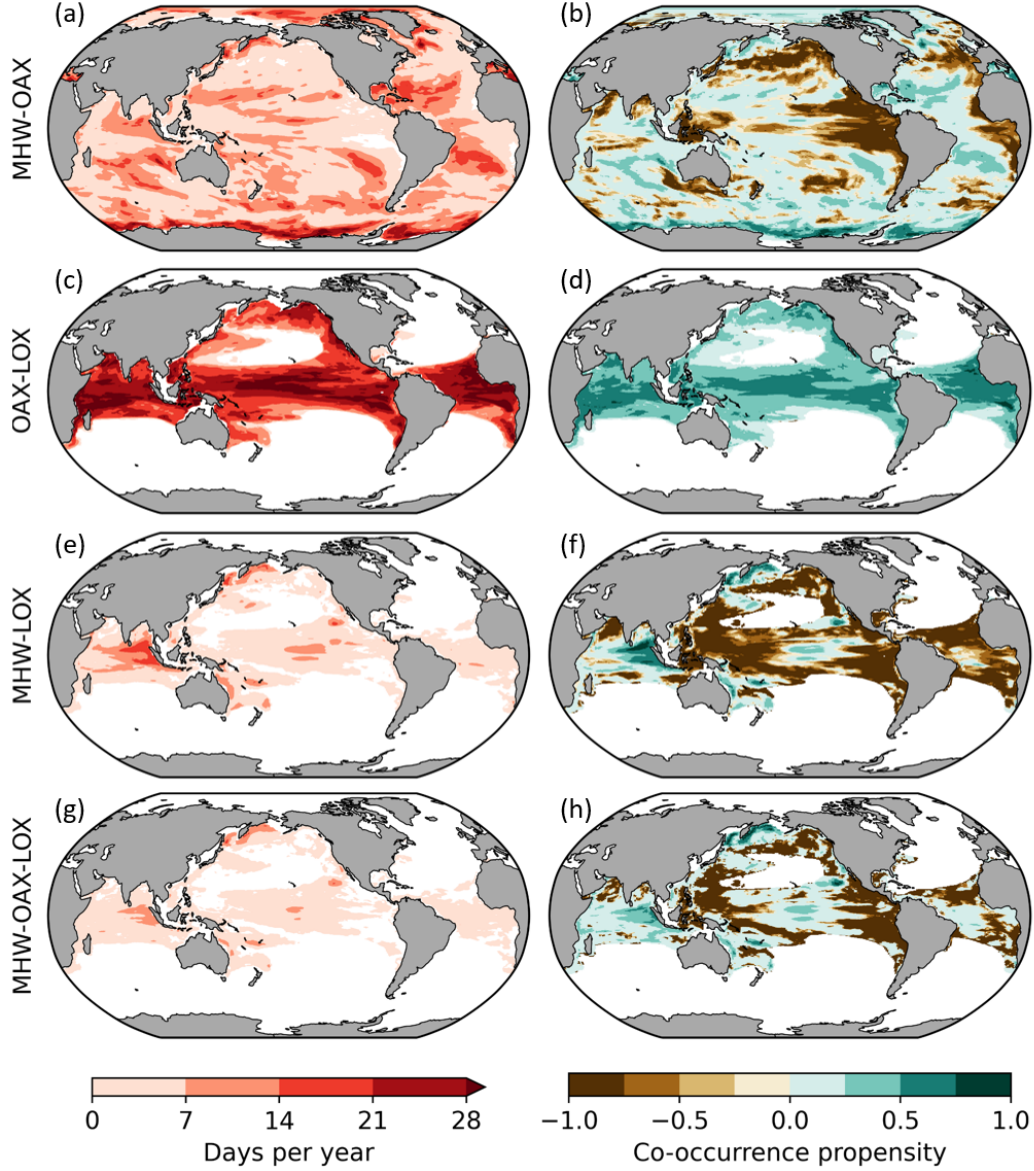 (a)
(b)
MHW-OAX
(c)
(d)
OAX-LOX
(e)
(f)
MHW-LOX
(g)
(h)
MHW-OAX-LOX
0 7 14 21 28
Days per year
−1.0 −0.5 0.0 0.5 1.0
Co-occurrence propensity